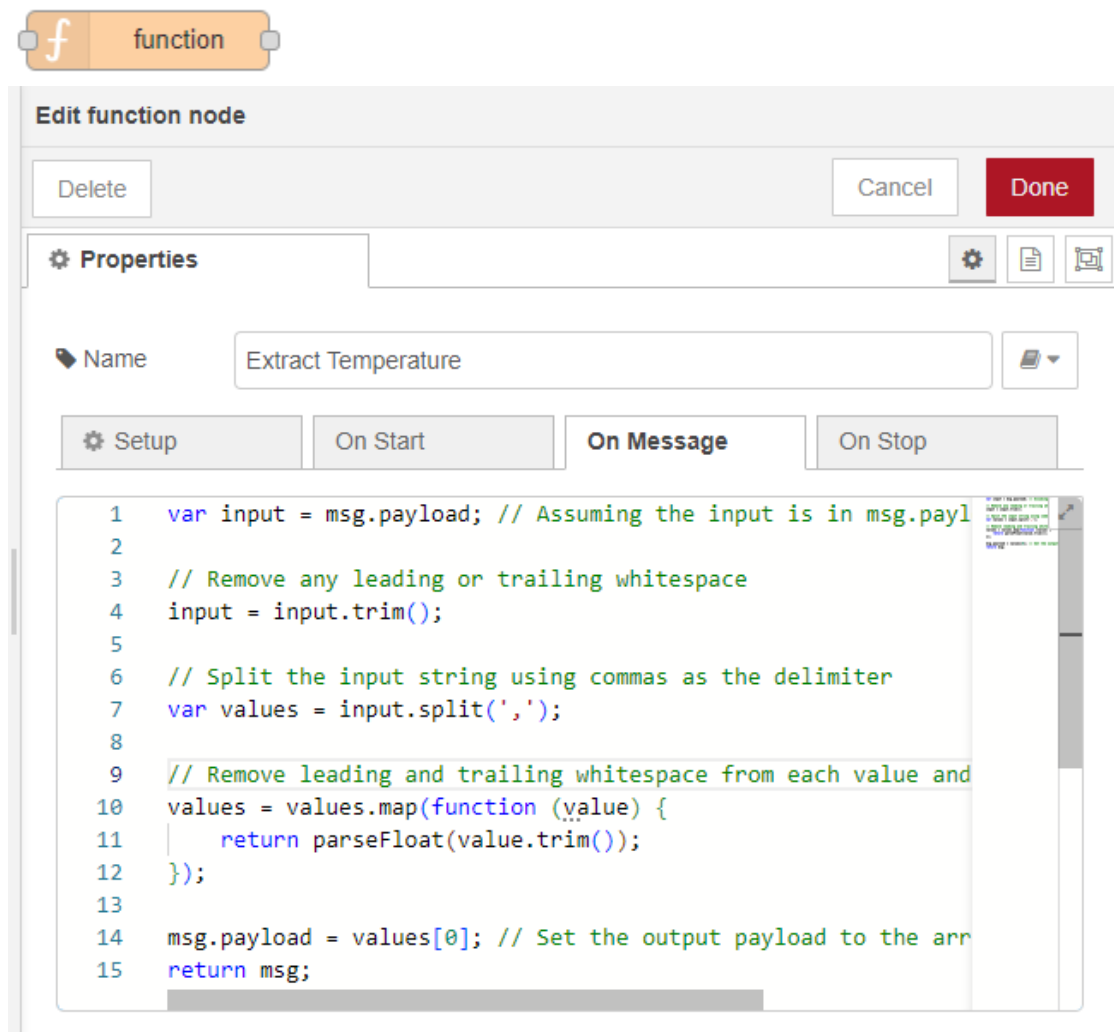 function
Edit function node
Delete
Cancel
Done
Properties
Name
Extract Temperature
Setup
On Start
On Message
On Stop
1 var input = msg.payload; // Assuming the input is in msg.payl
2
3 // Remove any leading or trailing whitespace
4 input = input.trim();
5
6 // Split the input string using commas as the delimiter
7 var values = input.split(',');
8
9 // Remove leading and trailing whitespace from each value and
10 values = values.map(function (value) {
11 return parseFloat(value.trim());
12 });
13
14 msg.payload = values[0]; // Set the output payload to the arr
15 return msg;